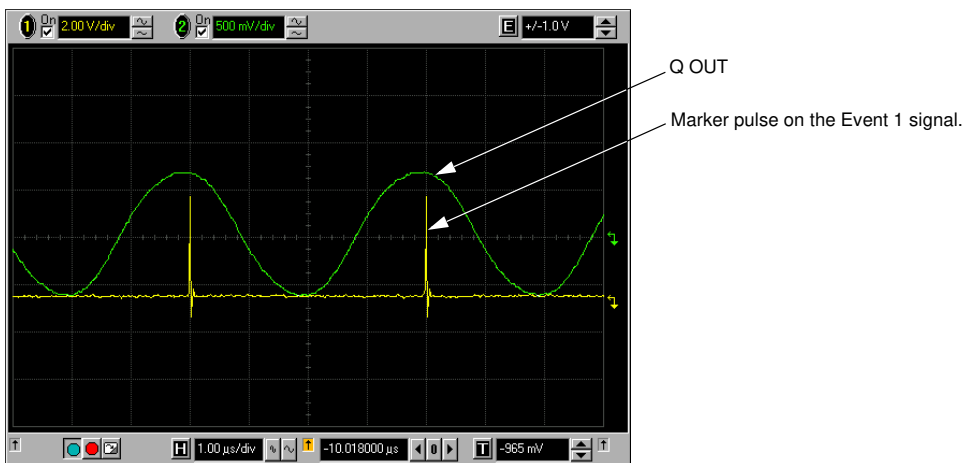 1 On 2.00 V/div 2 On 500 mV/div E +/-1.0 V
Q OUT
Marker pulse on the Event 1 signal.
H 1.00 µs/div -10.018000 µs 0 T -965 mV